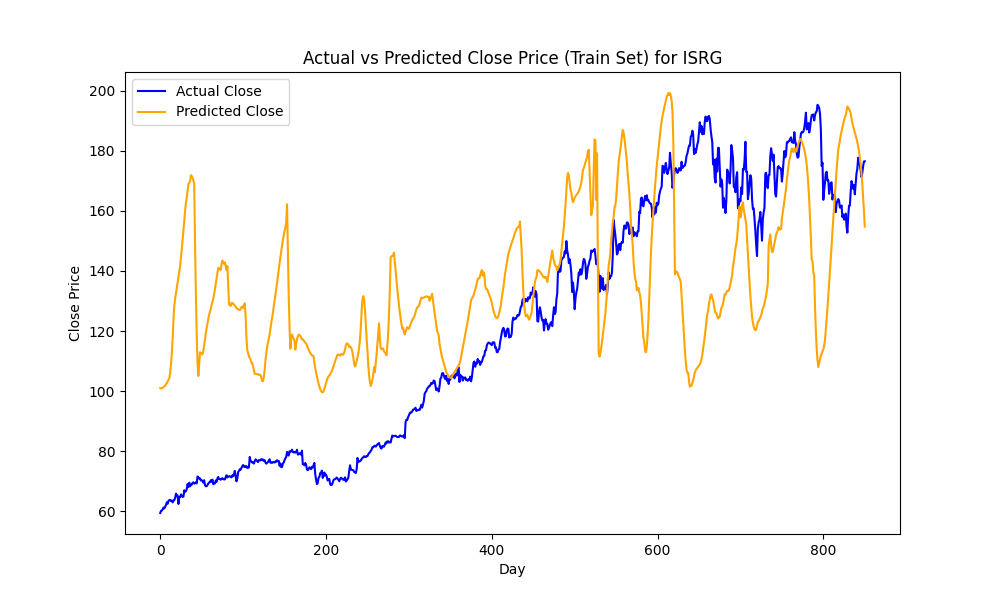 Actual vs Predicted Close Price (Train Set) for ISRG
Actual Close
Predicted Close
200
180
160
140
120
100
80
60
Close Price
0 200 400 600 800
Day